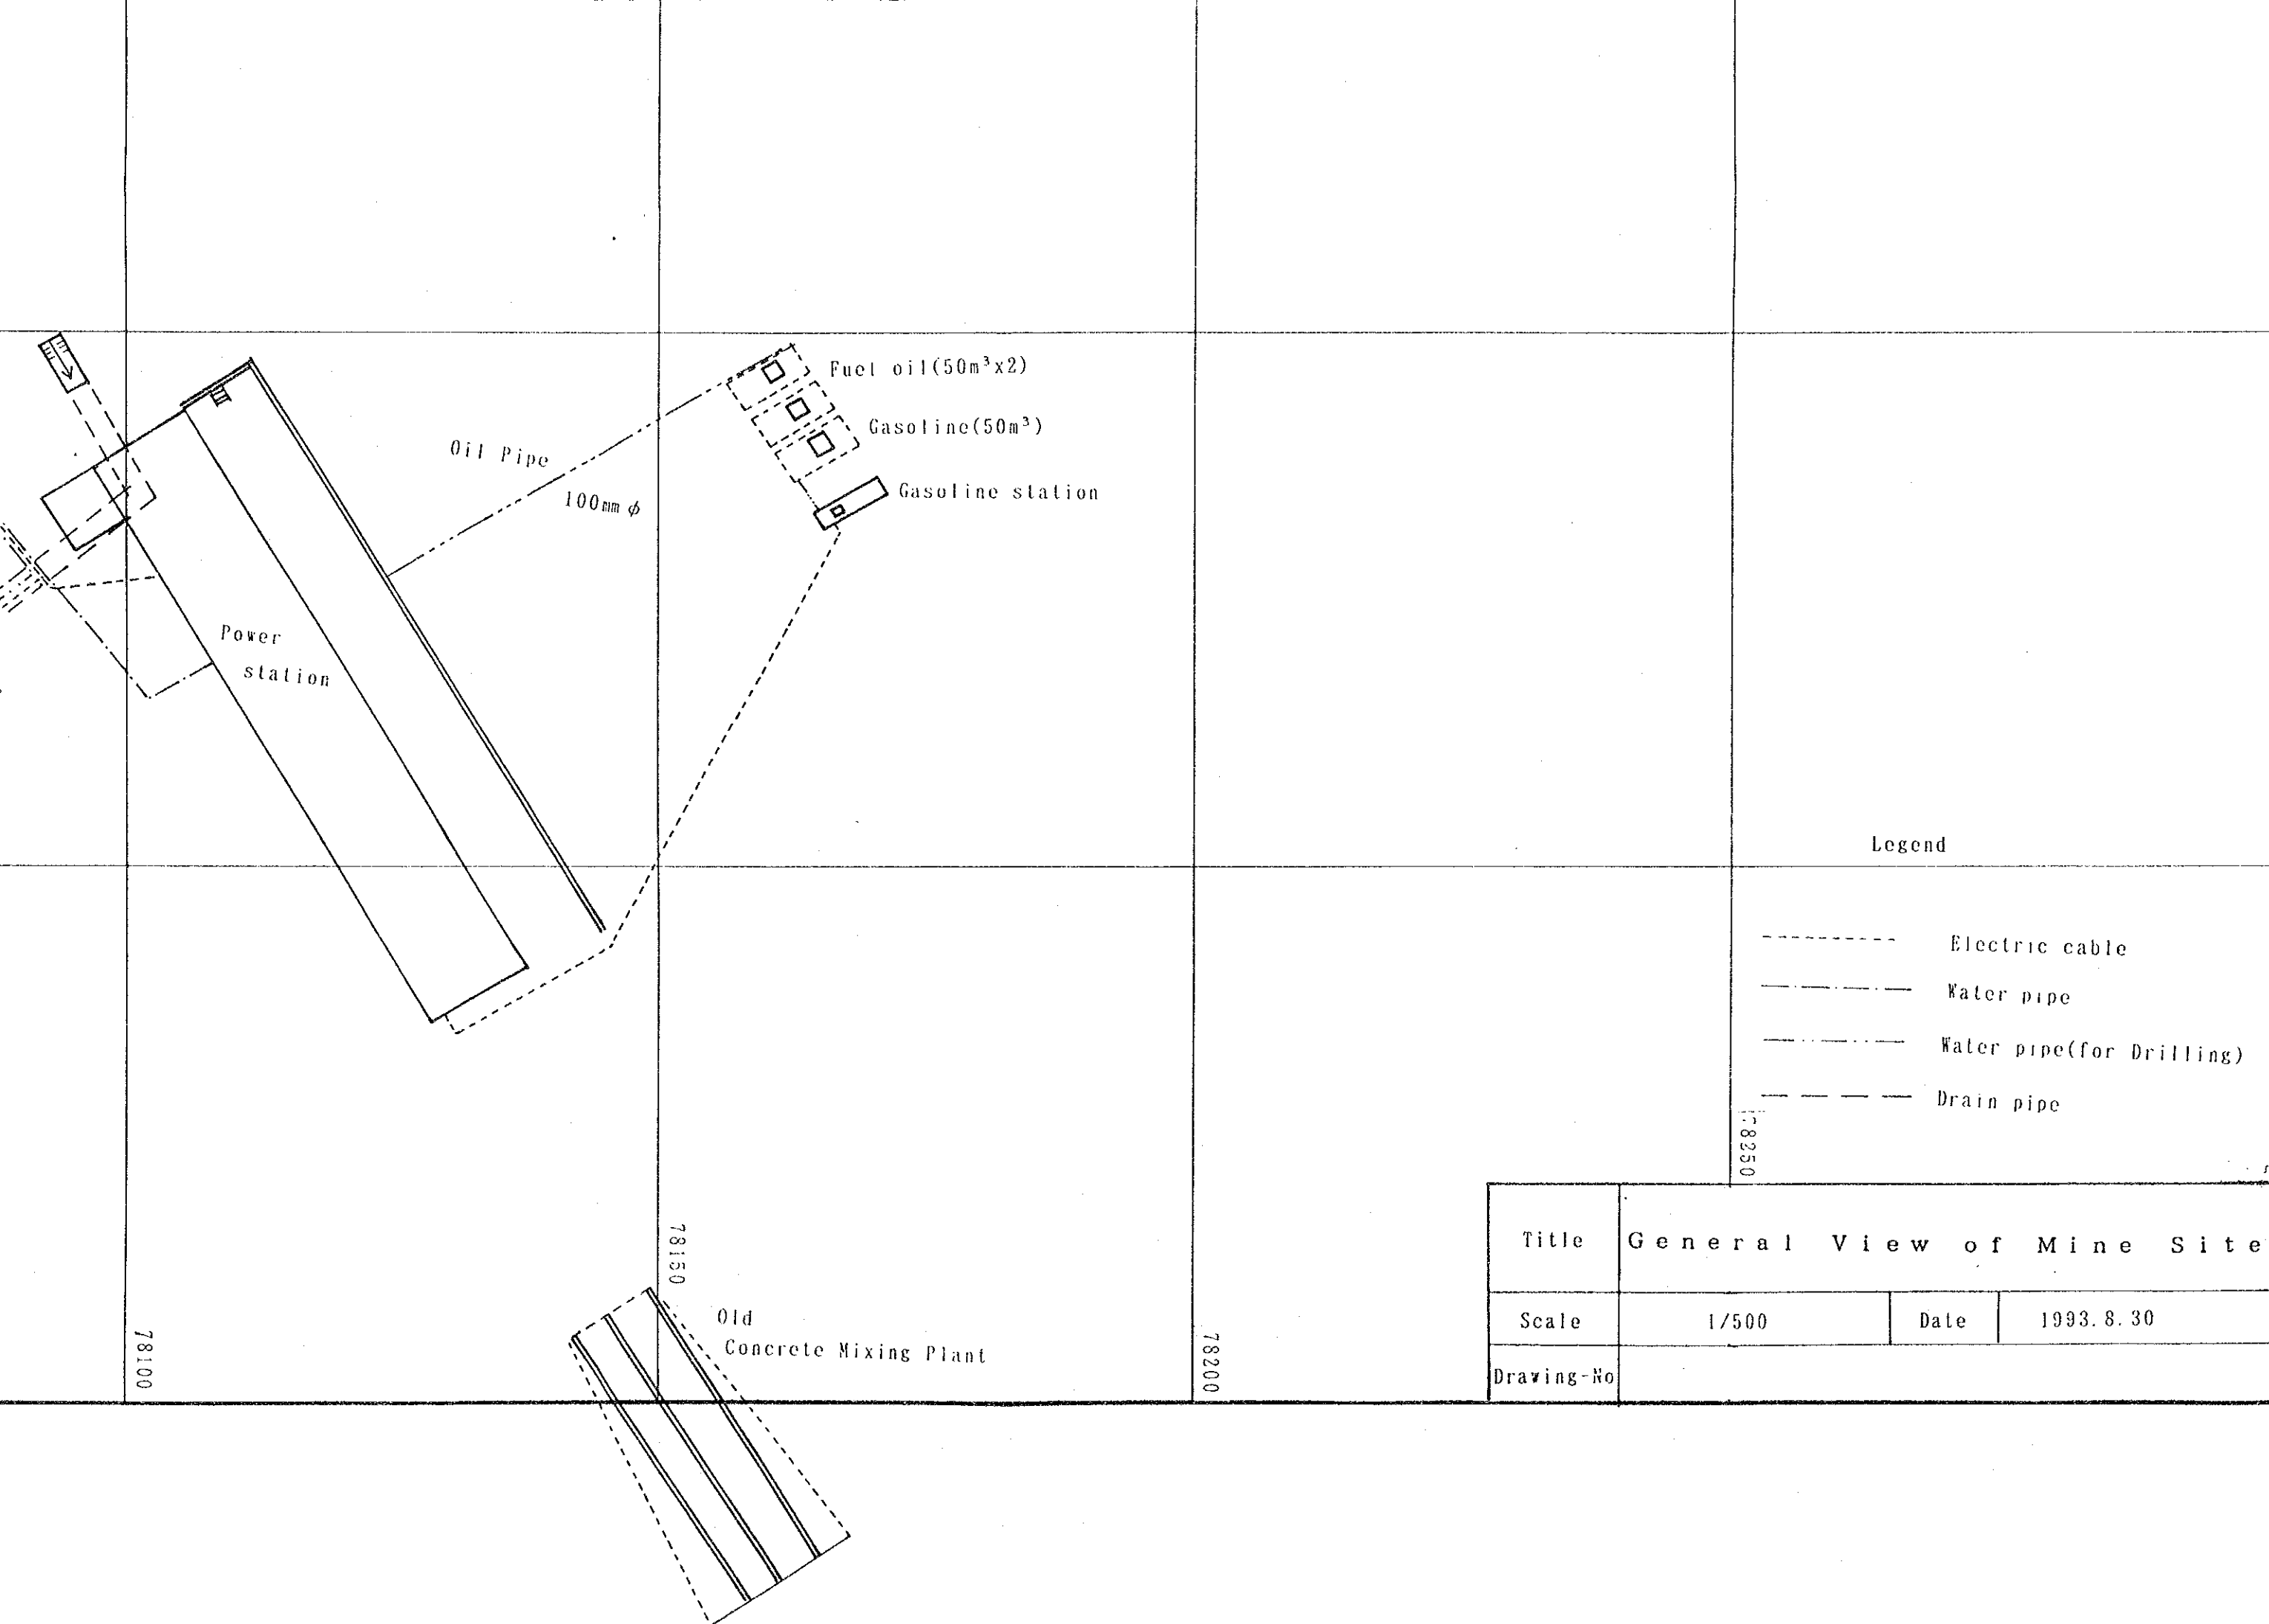 Fuel oil(50m³x2)
Gasoline(50m³)
Oil Pipe
100mmφ
Gasoline station
Power
station
Legend
Electric cable
Water pipe
Water pipe(for Drilling)
Drain pipe
78250
78150
78100
78200
Old
Concrete Mixing Plant
Title General View of Mine Site
Scale 1/500 Date 1993.8.30
Drawing-No